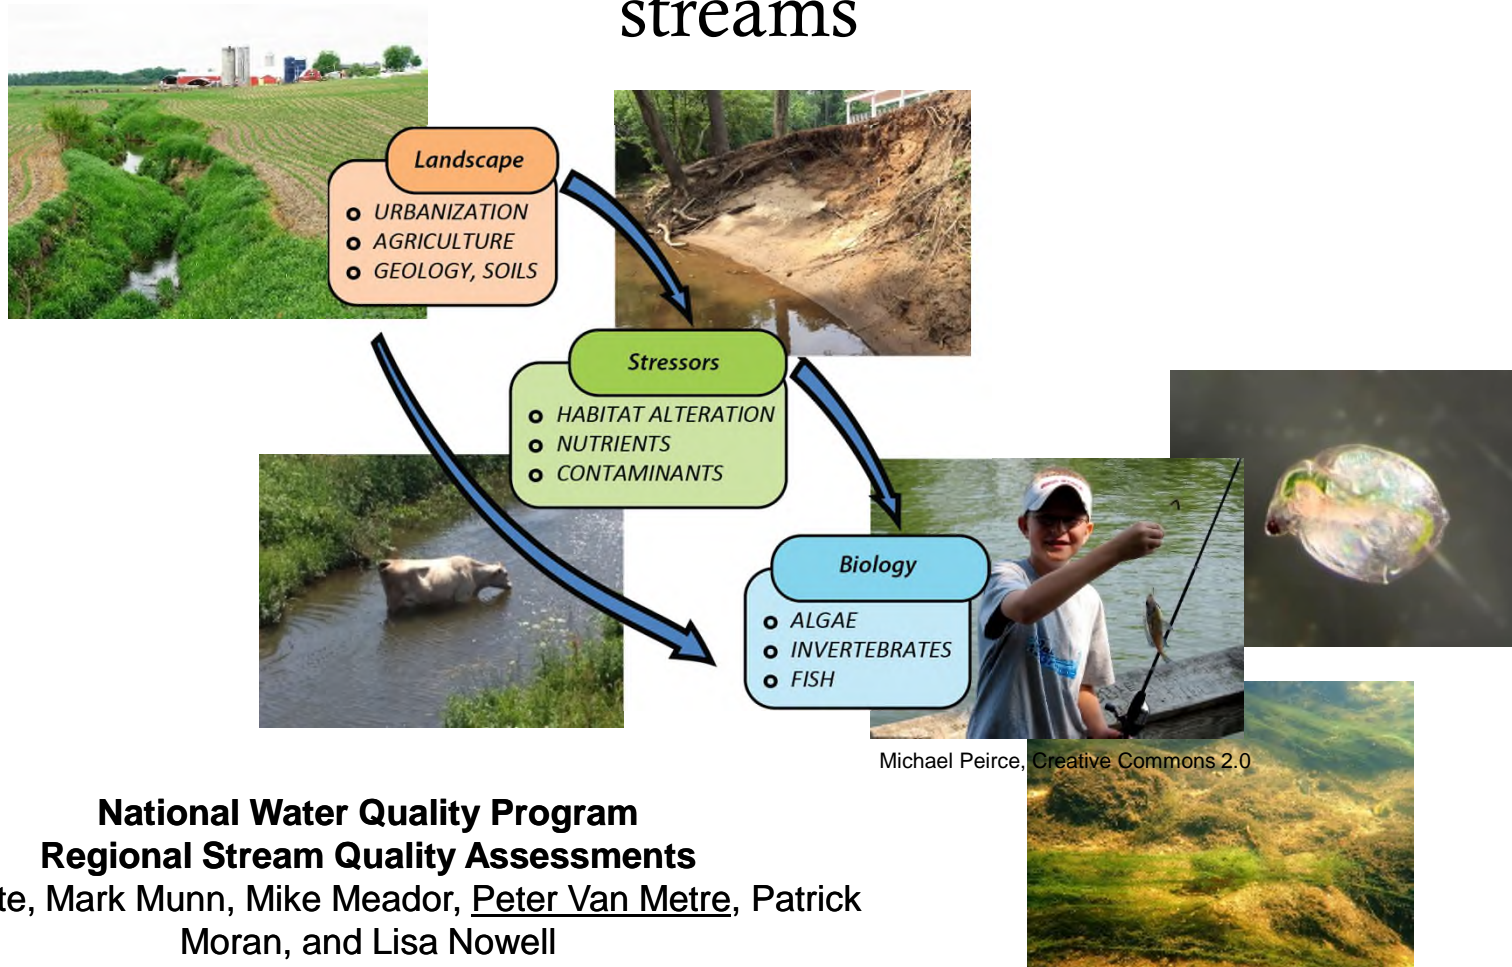 streams
Landscape
URBANIZATION
AGRICULTURE
GEOLOGY, SOILS
Stressors
HABITAT ALTERATION
NUTRIENTS
CONTAMINANTS
Biology
ALGAE
INVERTEBRATES
FISH
Michael Peirce, Creative Commons 2.0
National Water Quality Program
Regional Stream Quality Assessments
te, Mark Munn, Mike Meador, Peter Van Metre, Patrick
Moran, and Lisa Nowell